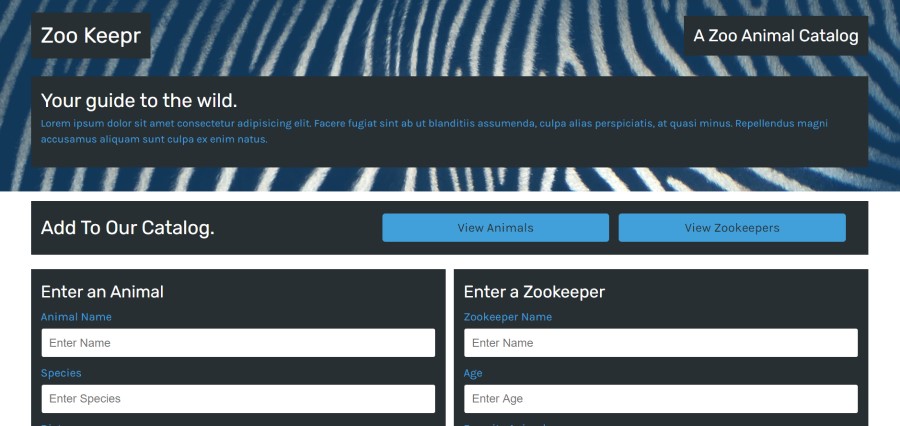 Zoo Keepr
A Zoo Animal Catalog
Your guide to the wild.
Lorem ipsum dolor sit amet consectetur adipisicing elit. Facere fugiat sint ab ut blanditiis assumenda, culpa alias perspiciatis, at quasi minus. Repellendus magni
accusamus aliquam sunt culpa ex enim natus.
Add To Our Catalog.
View Animals
View Zookeepers
Enter an Animal
Animal Name
Enter Name
Species
Enter Species
Enter a Zookeeper
Zookeeper Name
Enter Name
Age
Enter Age